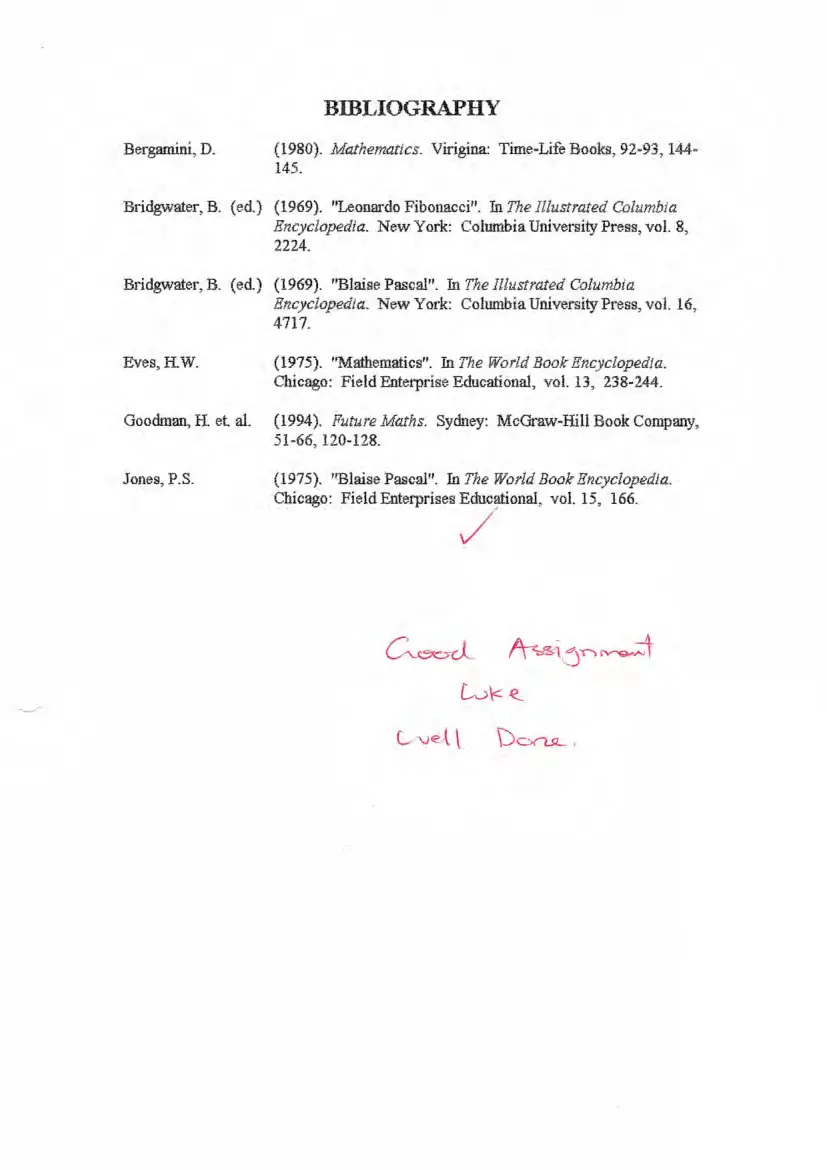 BIBLIOGRAPHY
Bergamini, D. (1980). Mathematics. Virigina: Time-Life Books, 92-93, 144-
145.
Bridgwater, B. (ed.) (1969). "Leonardo Fibonacci". In The Illustrated Columbia
Encyclopedia. New York: Columbia University Press, vol. 8,
2224.
Bridgwater, B. (ed.) (1969). "Blaise Pascal". In The Illustrated Columbia
Encyclopedia. New York: Columbia University Press, vol. 16,
4717.
Eves, H.W. (1975). "Mathematics". In The World Book Encyclopedia.
Chicago: Field Enterprise Educational, vol. 13, 238-244.
Goodman, H. et. al. (1994). Future Maths. Sydney: McGraw-Hill Book Company,
51-66, 120-128.
Jones, P.S. (1975). "Blaise Pascal". In The World Book Encyclopedia.
Chicago: Field Enterprises Educational, vol. 15, 166.
Good Assignment
Luke
Well Done.